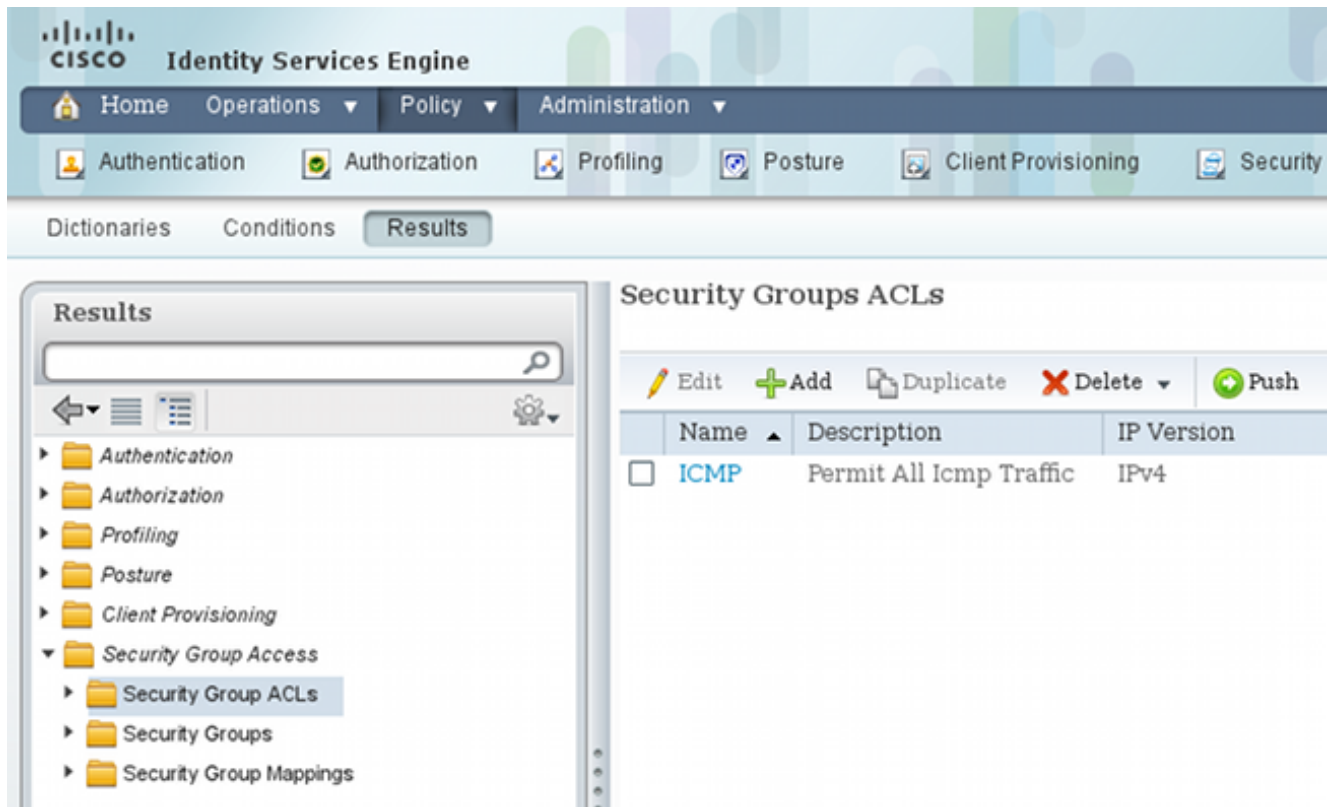 CISCO Identity Services Engine
Home Operations Policy Administration
Authentication Authorization Profiling Posture Client Provisioning Security
Dictionaries Conditions Results
Results
Authentication
Authorization
Profiling
Posture
Client Provisioning
Security Group Access
Security Group ACLs
Security Groups
Security Group Mappings
Security Groups ACLs
Edit Add Duplicate Delete Push
Name Description IP Version
ICMP Permit All Icmp Traffic IPv4